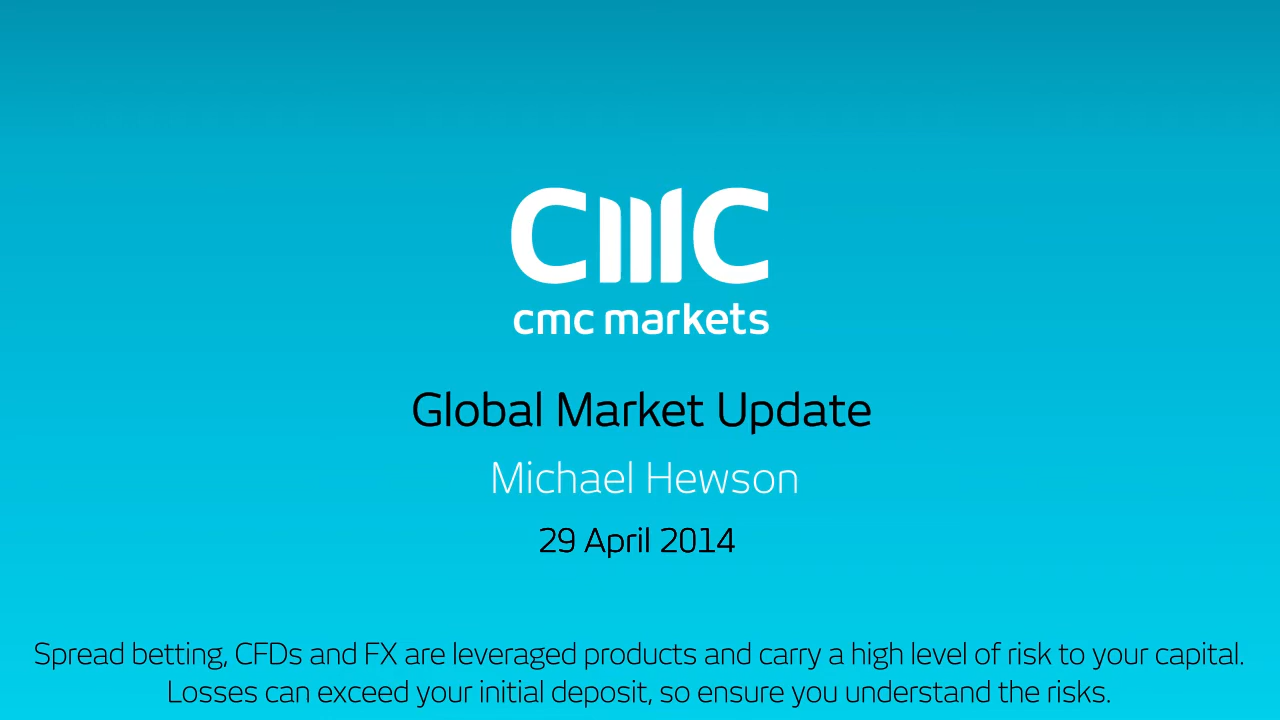 CMC
cmc markets
Global Market Update
Michael Hewson
29 April 2014
Spread betting, CFDs and FX are leveraged products and carry a high level of risk to your capital.
Losses can exceed your initial deposit, so ensure you understand the risks.